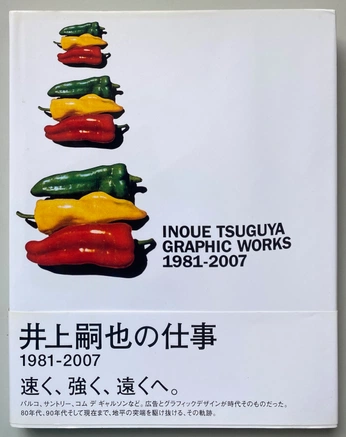 INOUE TSUGUYA
GRAPHIC WORKS
1981-2007
井上嗣也の仕事
1981-2007
速く、強く、遠くへ。
パルコ、サントリー、コム デ ギャルソンなど。広告とグラフィックデザインが時代そのものだった。
80年代、90年代そして現在まで、地平の突端を駆け抜ける、その軌跡。